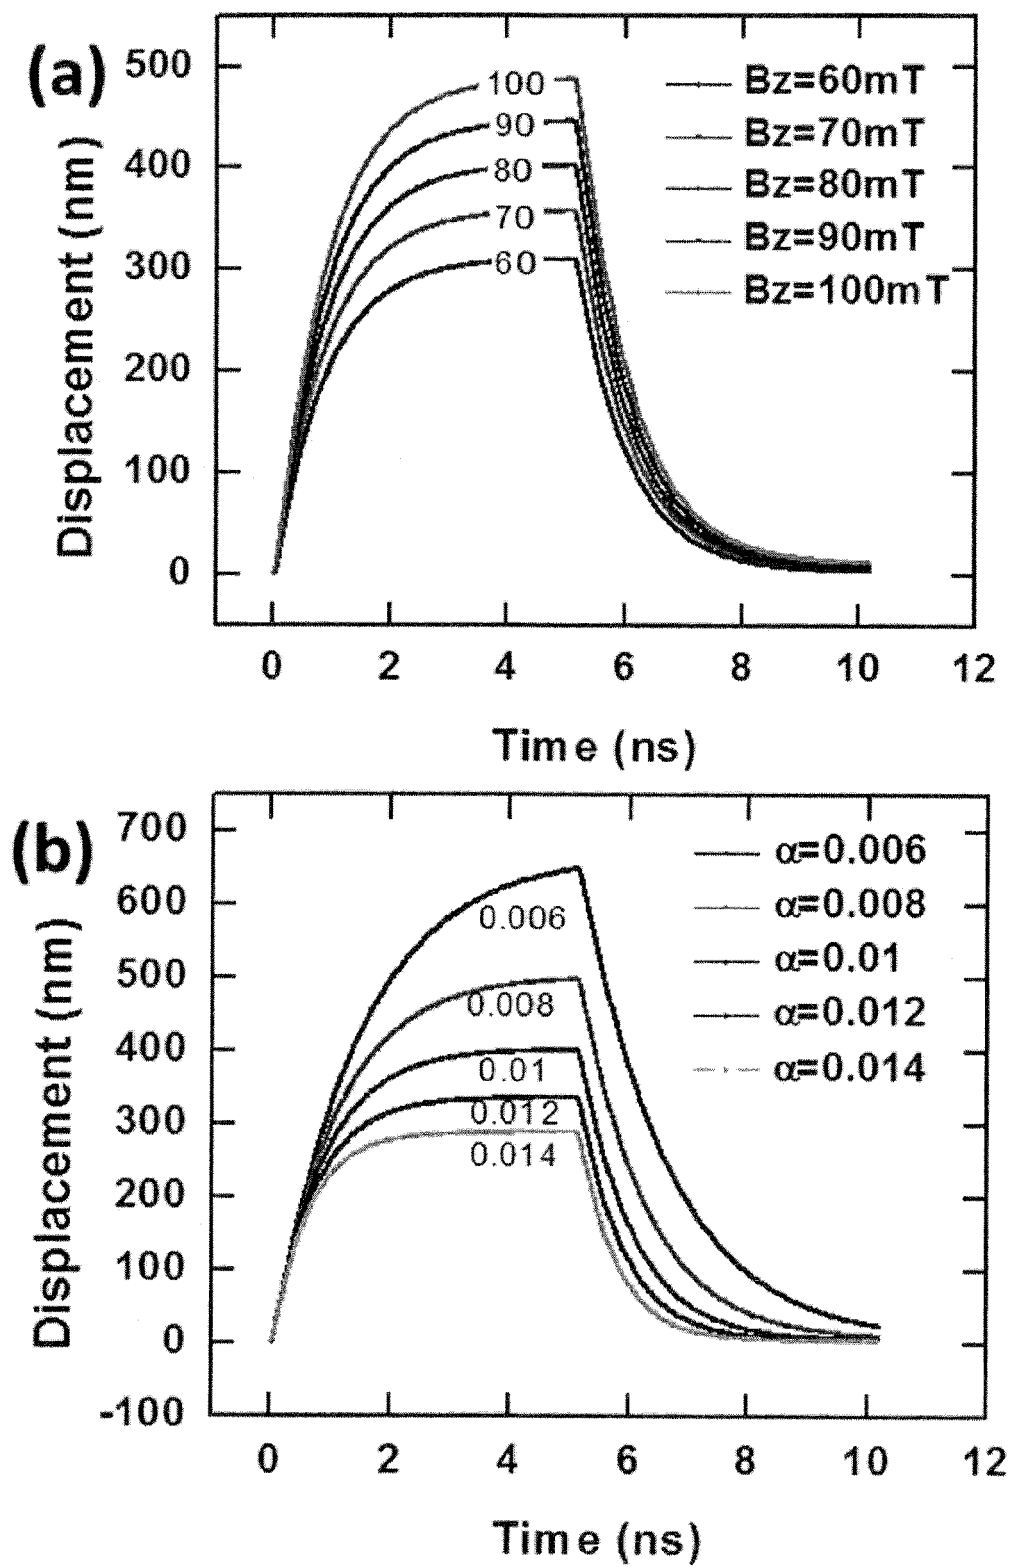 (a)
Displacement (nm)
500
400
300
200
100
0
100
90
80
70
60
Bz=60mT
Bz=70mT
Bz=80mT
Bz=90mT
Bz=100mT
0 2 4 6 8 10 12
Time (ns)
(b)
Displacement (nm)
700
600
500
400
300
200
100
0
-100
0.006
0.008
0.01
0.012
0.014
α=0.006
α=0.008
α=0.01
α=0.012
α=0.014
0 2 4 6 8 10 12
Time (ns)